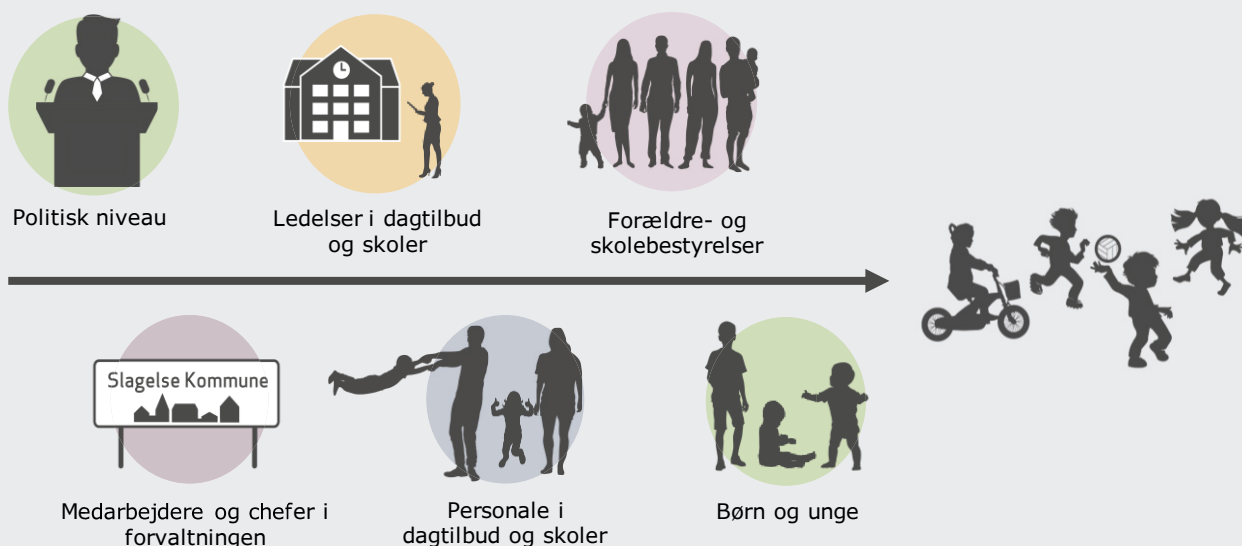 Politisk niveau
Ledelser i dagtilbud
og skoler
Forældre- og
skolebestyrelser
Slagelse Kommune
Medarbejdere og chefer i
forvaltningen
Personale i
dagtilbud og skoler
Børn og unge